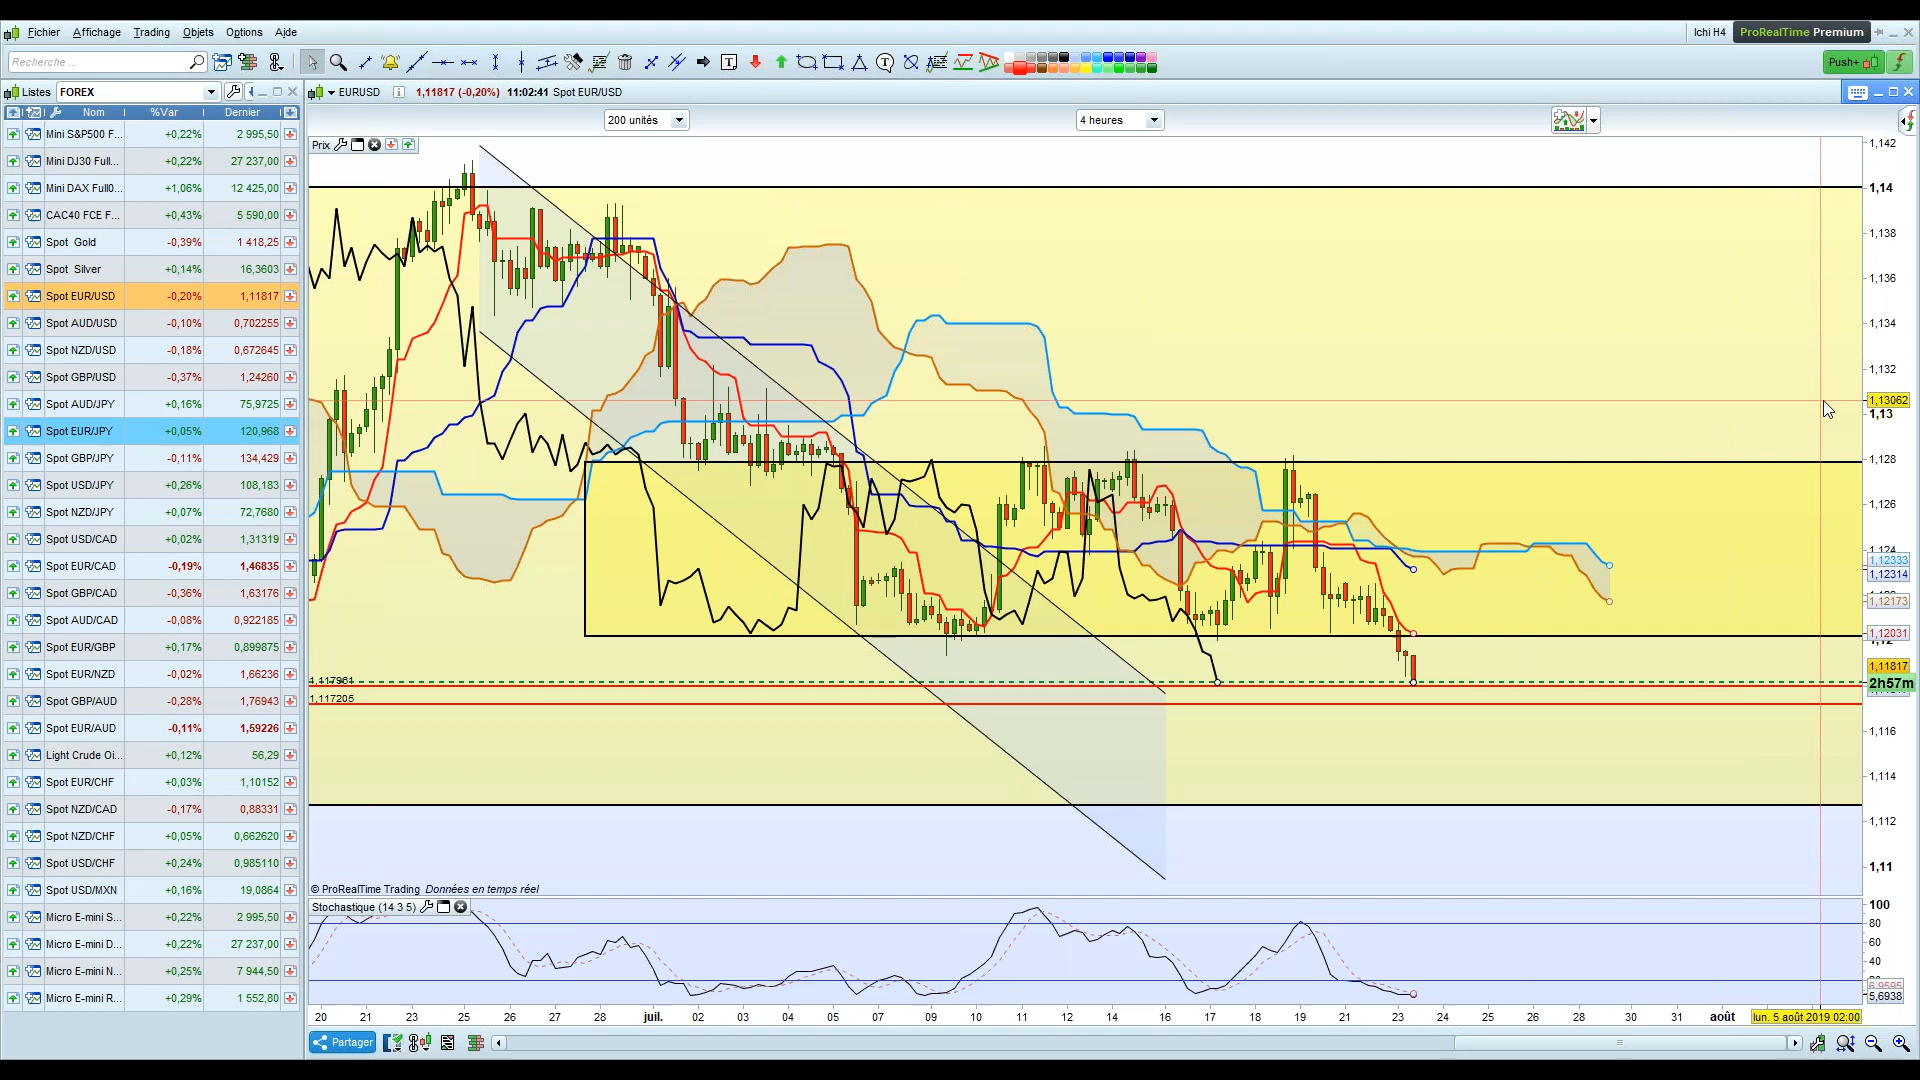 Fichier Affichage Trading Objets Options Aide Ichi H4 ProRealTime Premium
Recherche ... Push+
Listes FOREX EURUSD 1,11817 (-0,20%) 11:02:41 Spot EUR/USD
Nom %Var Dernier
200 unités 4 heures
Prix
Mini S&P500 F... +0,22% 2 995,50
Mini DJ30 Full... +0,22% 27 237,00
Mini DAX Full0... +1,06% 12 425,00
CAC40 FCE F... +0,43% 5 590,00
Spot Gold -0,39% 1 418,25
Spot Silver +0,14% 16,3603
Spot EUR/USD -0,20% 1,11817
Spot AUD/USD -0,10% 0,702255
Spot NZD/USD -0,18% 0,672645
Spot GBP/USD -0,37% 1,24260
Spot AUD/JPY +0,16% 75,9725
Spot EUR/JPY +0,05% 120,968
Spot GBP/JPY -0,11% 134,429
Spot USD/JPY +0,26% 108,183
Spot NZD/JPY +0,07% 72,7680
Spot USD/CAD +0,02% 1,31319
Spot EUR/CAD -0,19% 1,46835
Spot GBP/CAD -0,36% 1,63176
Spot AUD/CAD -0,08% 0,922185
Spot EUR/GBP +0,17% 0,899875
Spot EUR/NZD -0,02% 1,66236
Spot GBP/AUD -0,28% 1,76943
Spot EUR/AUD -0,11% 1,59226
Light Crude Oi... +0,12% 56,29
Spot EUR/CHF +0,03% 1,10152
Spot NZD/CAD -0,17% 0,88331
Spot NZD/CHF +0,05% 0,662620
Spot USD/CHF +0,24% 0,985110
Spot USD/MXN +0,16% 19,0864
Micro E-mini S... +0,22% 2 995,50
Micro E-mini D... +0,22% 27 237,00
Micro E-mini N... +0,25% 7 944,50
Micro E-mini R... +0,29% 1 552,80
1,142
1,14
1,138
1,136
1,134
1,132
1,13062
1,13
1,128
1,126
1,124
1,12333
1,12314
1,12173
1,12031
1,11817
2h57m
1,116
1,114
1,112
1,11
1,117981
1,117205
© ProRealTime Trading Données en temps réel
Stochastique (14 3 5)
100
80
60
40
6,9595
5,6938
20 21 23 25 26 27 28 juil. 02 03 04 05 07 09 10 11 12 14 16 17 18 19 21 23 24 25 26 28 30 31 août lun. 5 août 2019 02:00
Partager